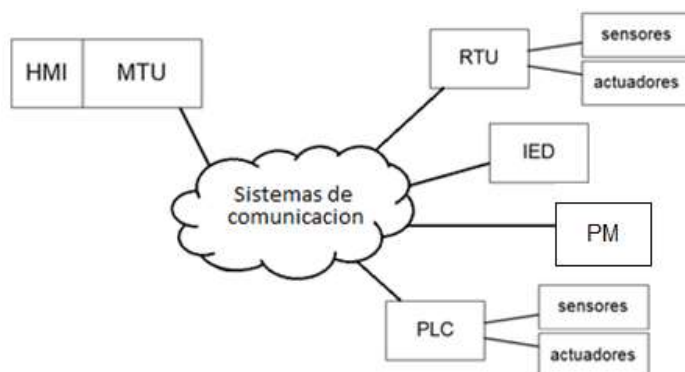 HMI
MTU
RTU
sensores
actuadores
IED
Sistemas de
comunicacion
PM
PLC
sensores
actuadores